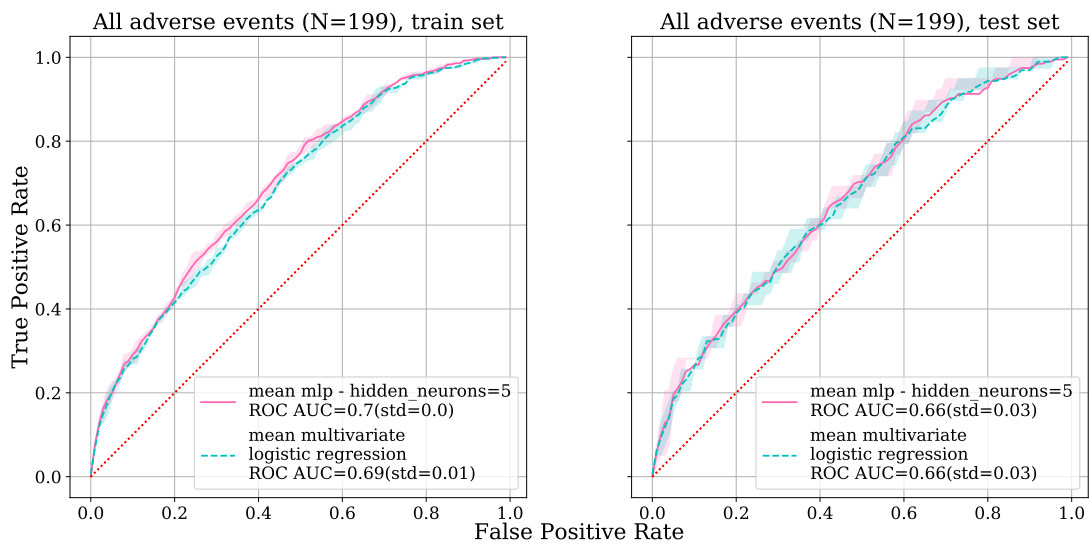 All adverse events (N=199), train set
All adverse events (N=199), test set
True Positive Rate
1.0
0.8
0.6
0.4
0.2
0.0
mean mlp - hidden_neurons=5
ROC AUC=0.7(std=0.0)
mean multivariate
logistic regression
ROC AUC=0.69(std=0.01)
0.0 0.2 0.4 0.6 0.8 1.0
mean mlp - hidden_neurons=5
ROC AUC=0.66(std=0.03)
mean multivariate
logistic regression
ROC AUC=0.66(std=0.03)
0.0 0.2 0.4 0.6 0.8 1.0
False Positive Rate